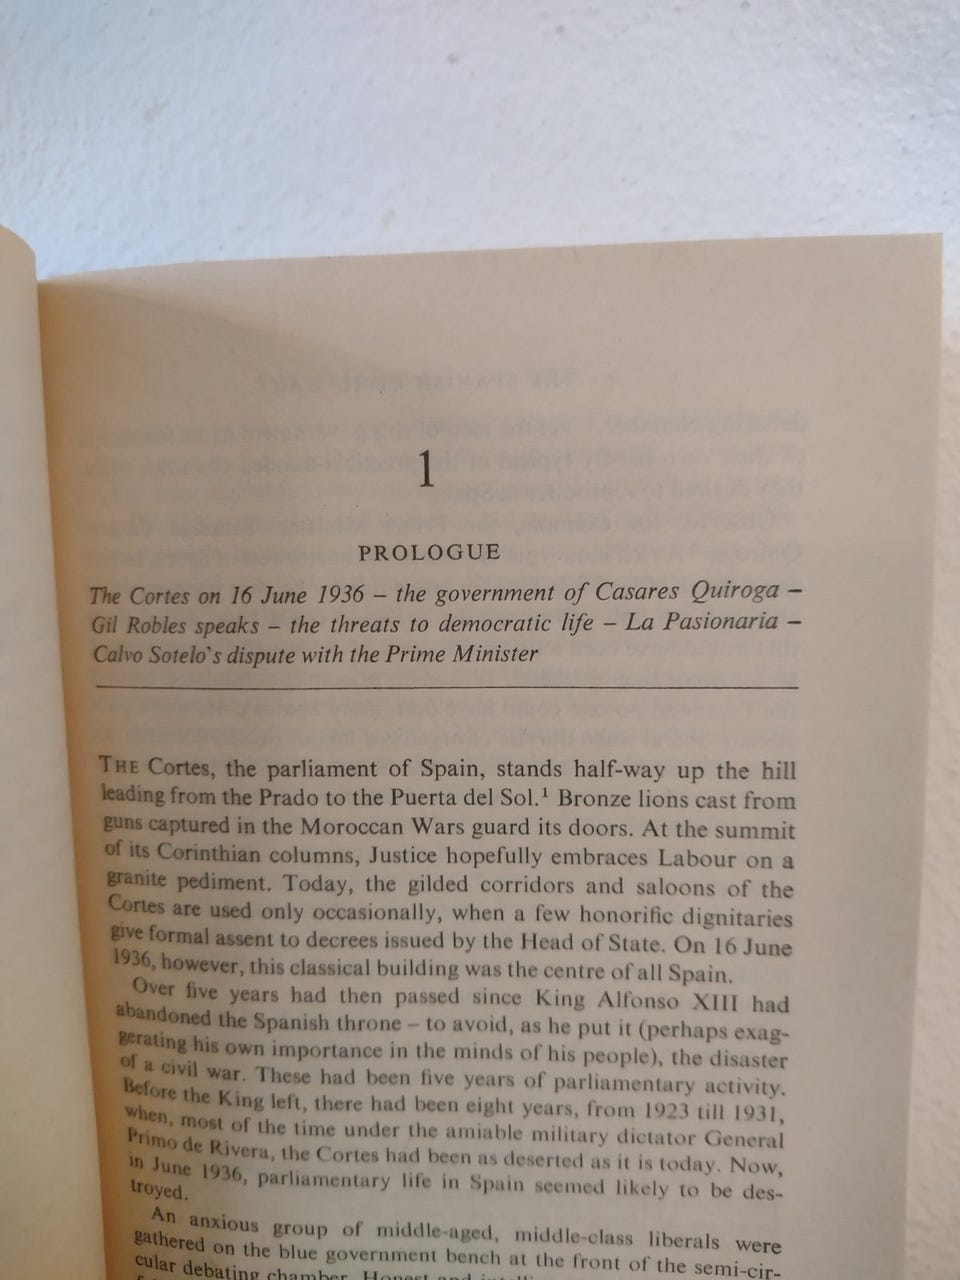 1
PROLOGUE
The Cortes on 16 June 1936 – the government of Casares Quiroga –
Gil Robles speaks – the threats to democratic life – La Pasionaria –
Calvo Sotelo's dispute with the Prime Minister
THE Cortes, the parliament of Spain, stands half-way up the hill
leading from the Prado to the Puerta del Sol.¹ Bronze lions cast from
guns captured in the Moroccan Wars guard its doors. At the summit
of its Corinthian columns, Justice hopefully embraces Labour on a
granite pediment. Today, the gilded corridors and saloons of the
Cortes are used only occasionally, when a few honorific dignitaries
give formal assent to decrees issued by the Head of State. On 16 June
1936, however, this classical building was the centre of all Spain.
Over five years had then passed since King Alfonso XIII had
abandoned the Spanish throne – to avoid, as he put it (perhaps exag-
gerating his own importance in the minds of his people), the disaster
of a civil war. These had been five years of parliamentary activity.
Before the King left, there had been eight years, from 1923 till 1931,
when, most of the time under the amiable military dictator General
Primo de Rivera, the Cortes had been as deserted as it is today. Now,
in June 1936, parliamentary life in Spain seemed likely to be des-
troyed.
An anxious group of middle-aged, middle-class liberals were
gathered on the blue government bench at the front of the semi-cir-
cular debating chamber. Honest and